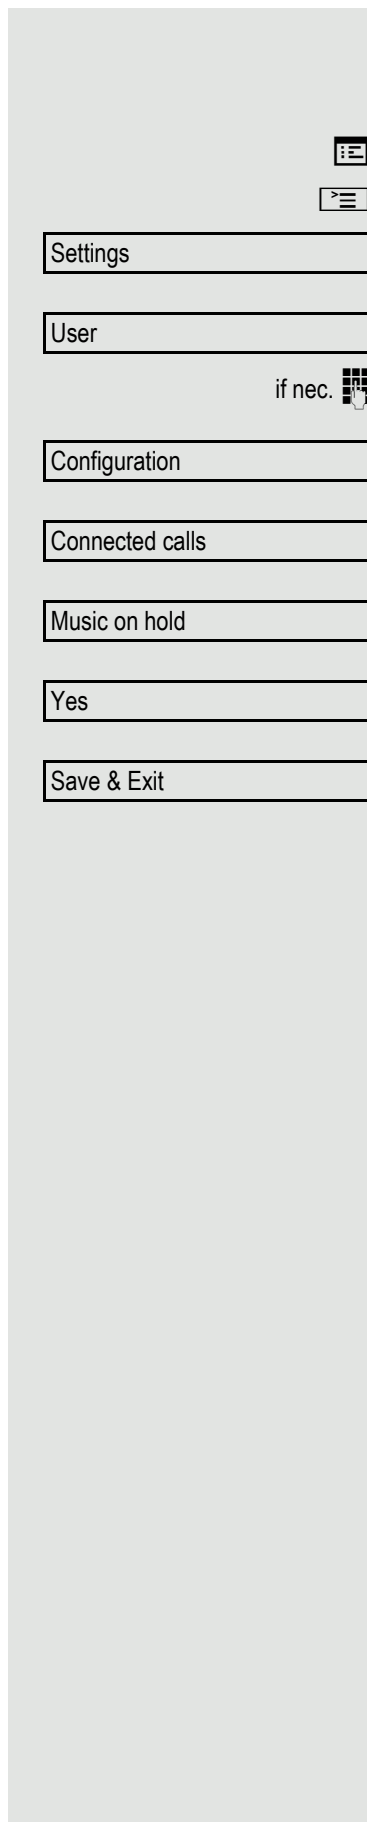 Settings
User
if nec.
Configuration
Connected calls
Music on hold
Yes
Save & Exit